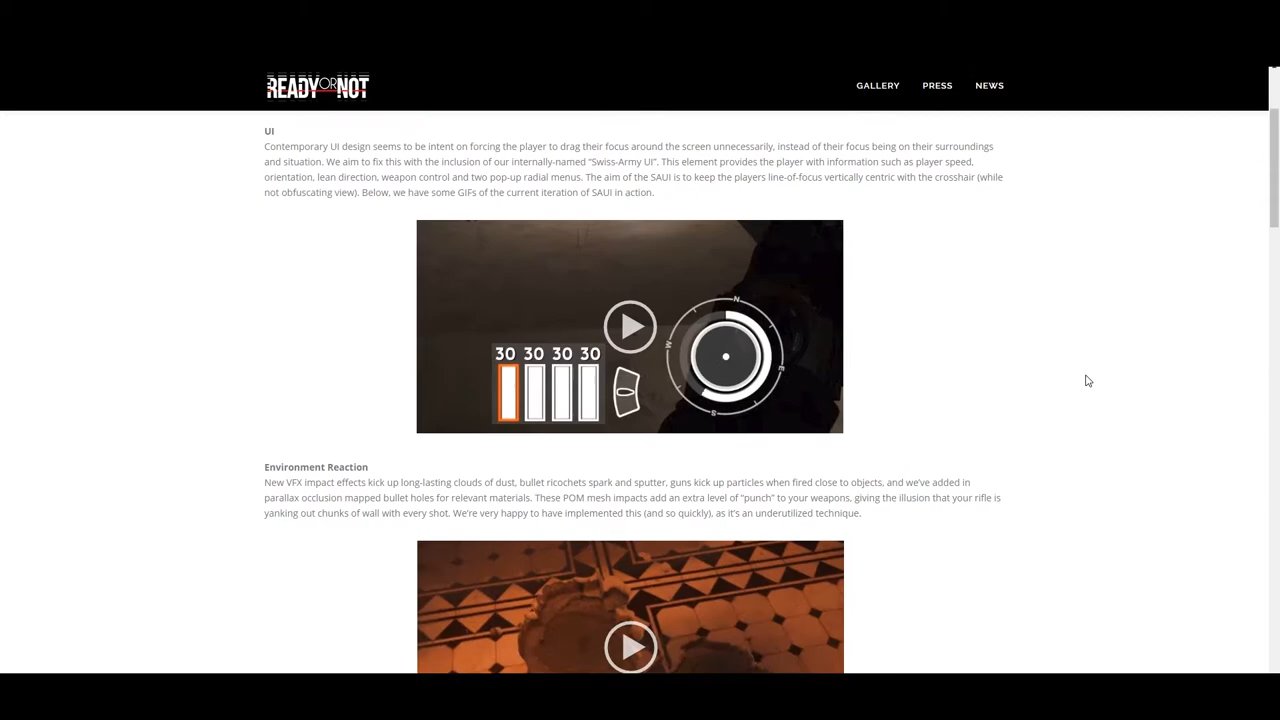 READY OR NOT
GALLERY PRESS NEWS
UI
Contemporary UI design seems to be intent on forcing the player to drag their focus around the screen unnecessarily, instead of their focus being on their surroundings
and situation. We aim to fix this with the inclusion of our internally-named “Swiss-Army UI”. This element provides the player with information such as player speed,
orientation, lean direction, weapon control and two pop-up radial menus. The aim of the SAUI is to keep the players line-of-focus vertically centric with the crosshair (while
not obfuscating view). Below, we have some GIFs of the current iteration of SAUI in action.
N
W
E
S
30 30 30 30
Environment Reaction
New VFX impact effects kick up long-lasting clouds of dust, bullet ricochets spark and sputter, guns kick up particles when fired close to objects, and we’ve added in
parallax occlusion mapped bullet holes for relevant materials. These POM mesh impacts add an extra level of “punch” to your weapons, giving the illusion that your rifle is
yanking out chunks of wall with every shot. We’re very happy to have implemented this (and so quickly), as it’s an underutilized technique.